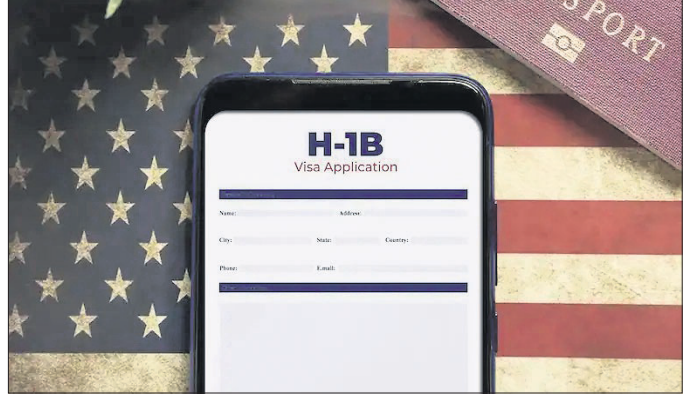 SPORT
H-1B
Visa Application
Name: Address:
City: State: Country:
Phone: E.mail: